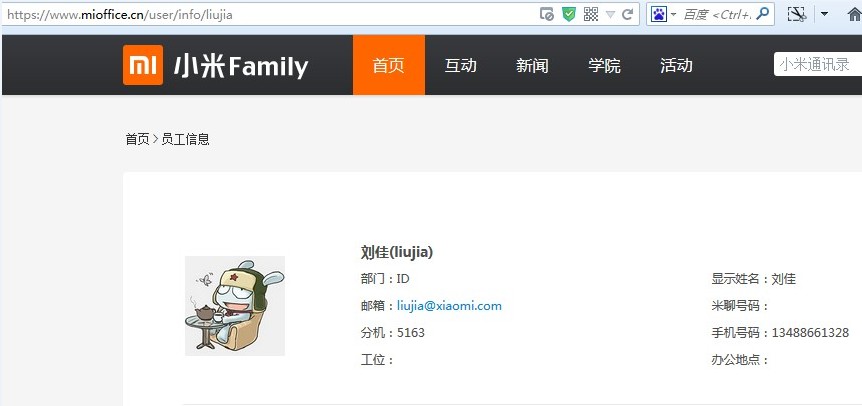 https://www.mioffice.cn/user/info/liujia
百度 <Ctrl+.
小米Family
首页 互动 新闻 学院 活动
小米通讯录
首页 > 员工信息
刘佳(liujia)
部门：ID 显示姓名：刘佳
邮箱：liujia@xiaomi.com 米聊号码：
分机：5163 手机号码：13488661328
工位： 办公地点：